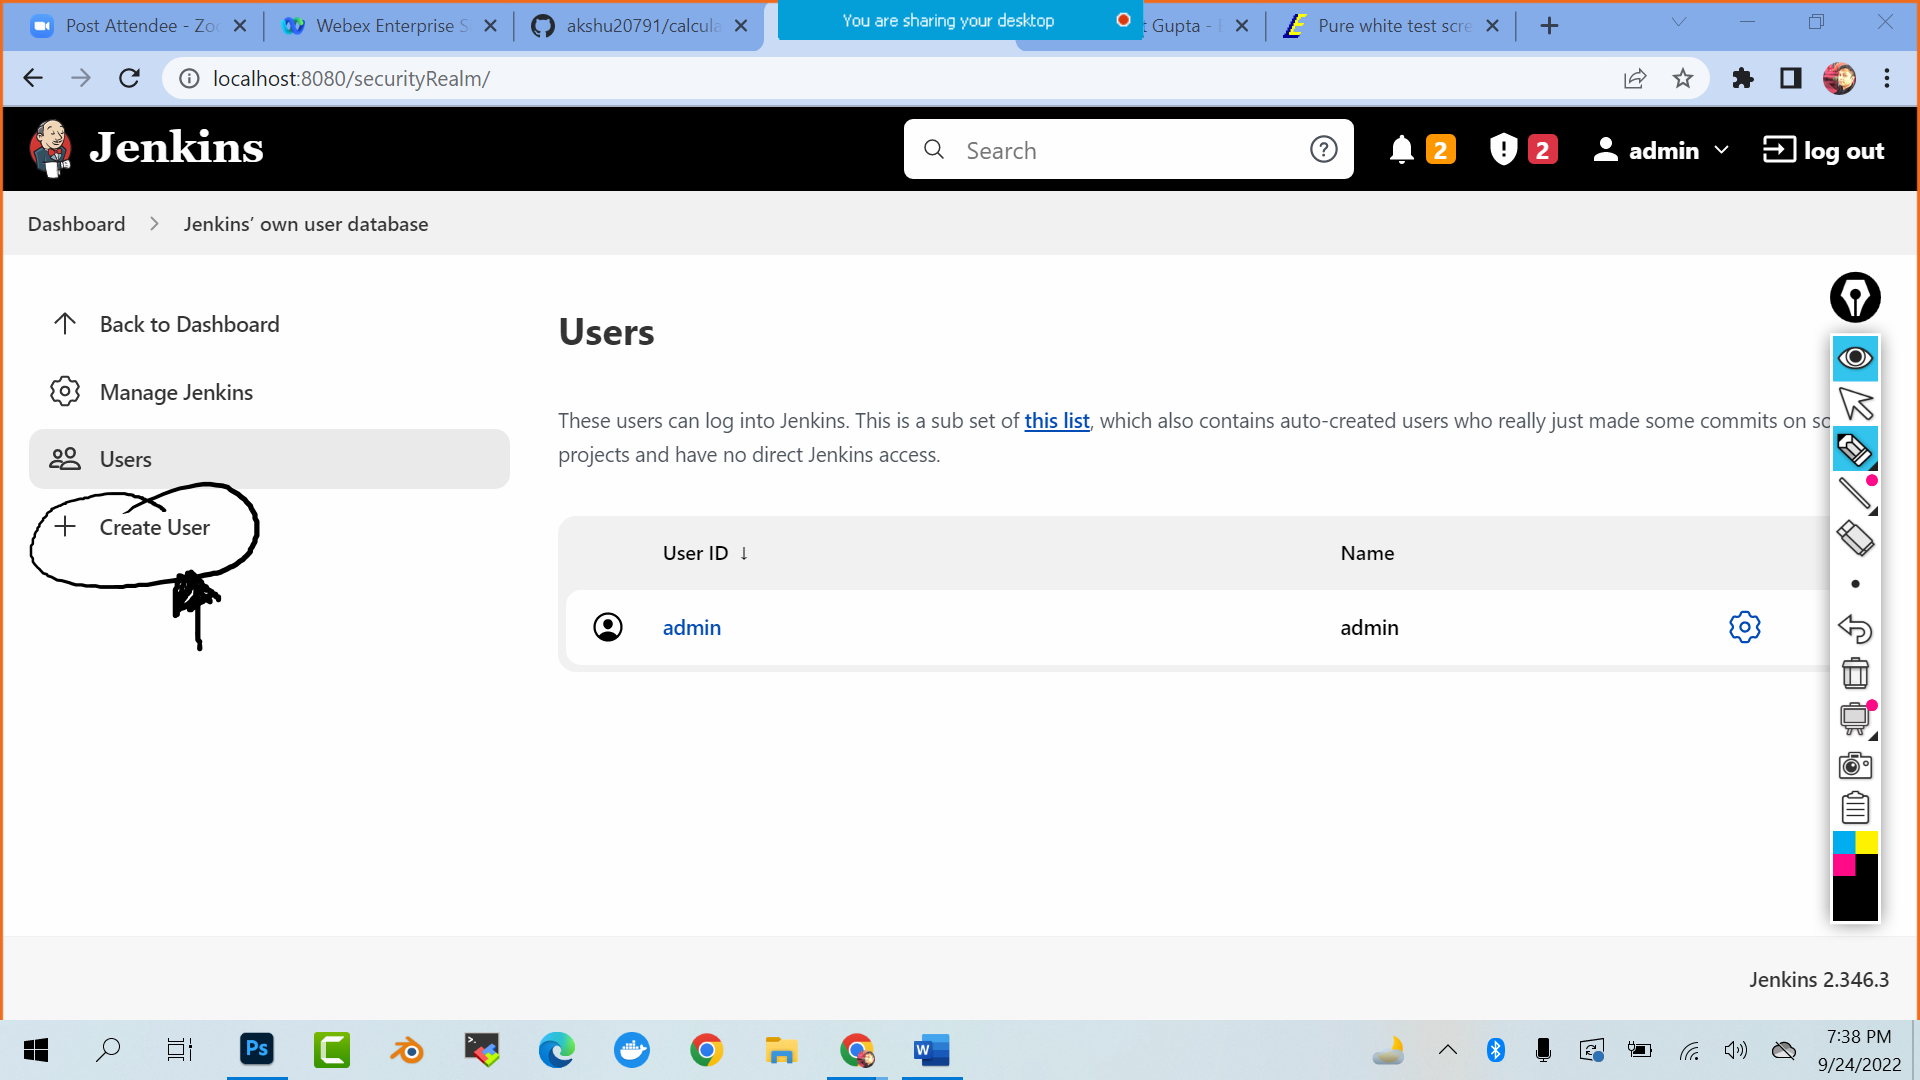 Post Attendee - Zoo
Webex Enterprise S
akshu20791/calcula
You are sharing your desktop
t Gupta -
Pure white test scre
localhost:8080/securityRealm/
Jenkins
Search
2
2
admin
log out
Dashboard
Jenkins' own user database
Back to Dashboard
Manage Jenkins
Users
Create User
Users
These users can log into Jenkins. This is a sub set of this list, which also contains auto-created users who really just made some commits on so
projects and have no direct Jenkins access.
User ID ↓
Name
admin
admin
Jenkins 2.346.3
Ps
C
W
7:38 PM
9/24/2022